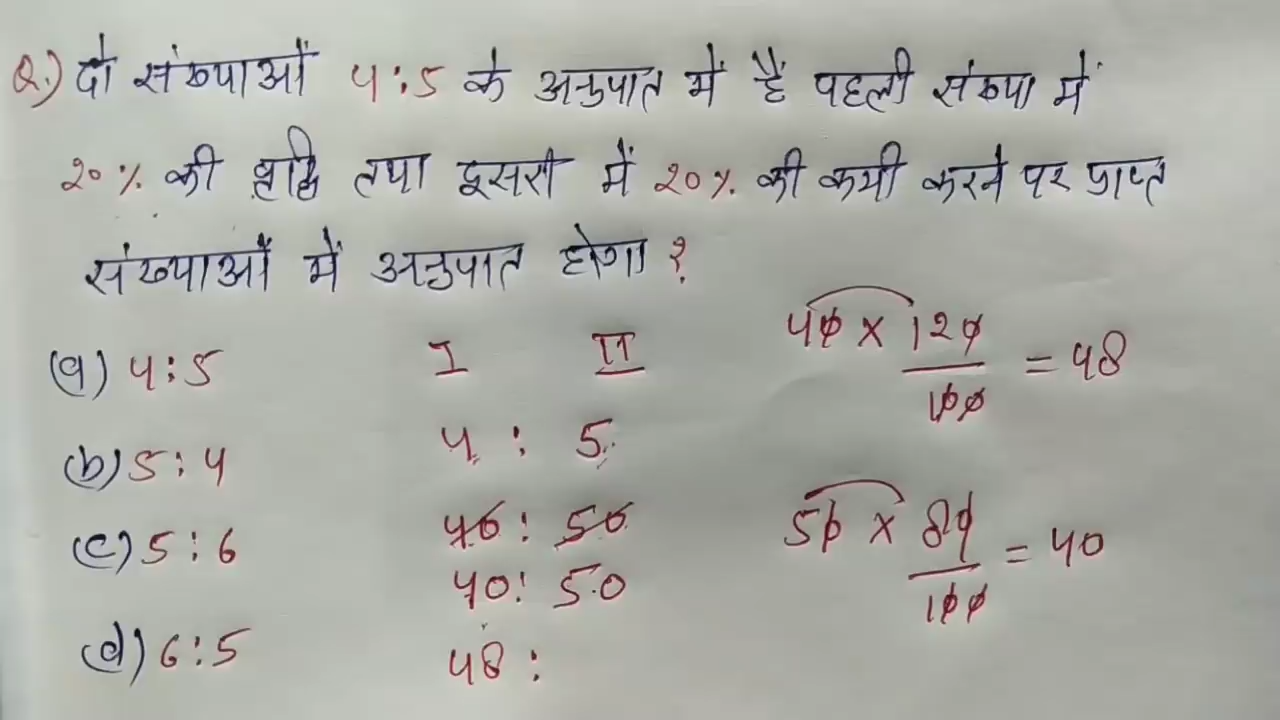 Q.) दो संख्याओं 4:5 के अनुपात में हैं पहली संख्या में
20% की वृद्धि तथा दूसरी में 20% की कमी करने पर प्राप्त
संख्याओं में अनुपात होगा ?
(a) 4:5
(b) 5:4
(c) 5:6
(d) 6:5
I II
4 : 5
40 : 50
40 : 50
48 :
40 × 120/100 = 48
50 × 80/100 = 40